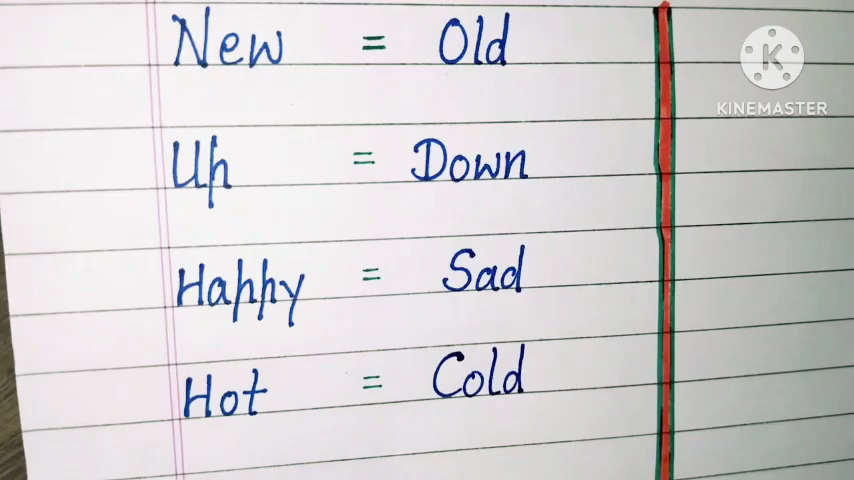 New = Old
K
KINEMASTER
Up = Down
Happy = Sad
Hot = Cold